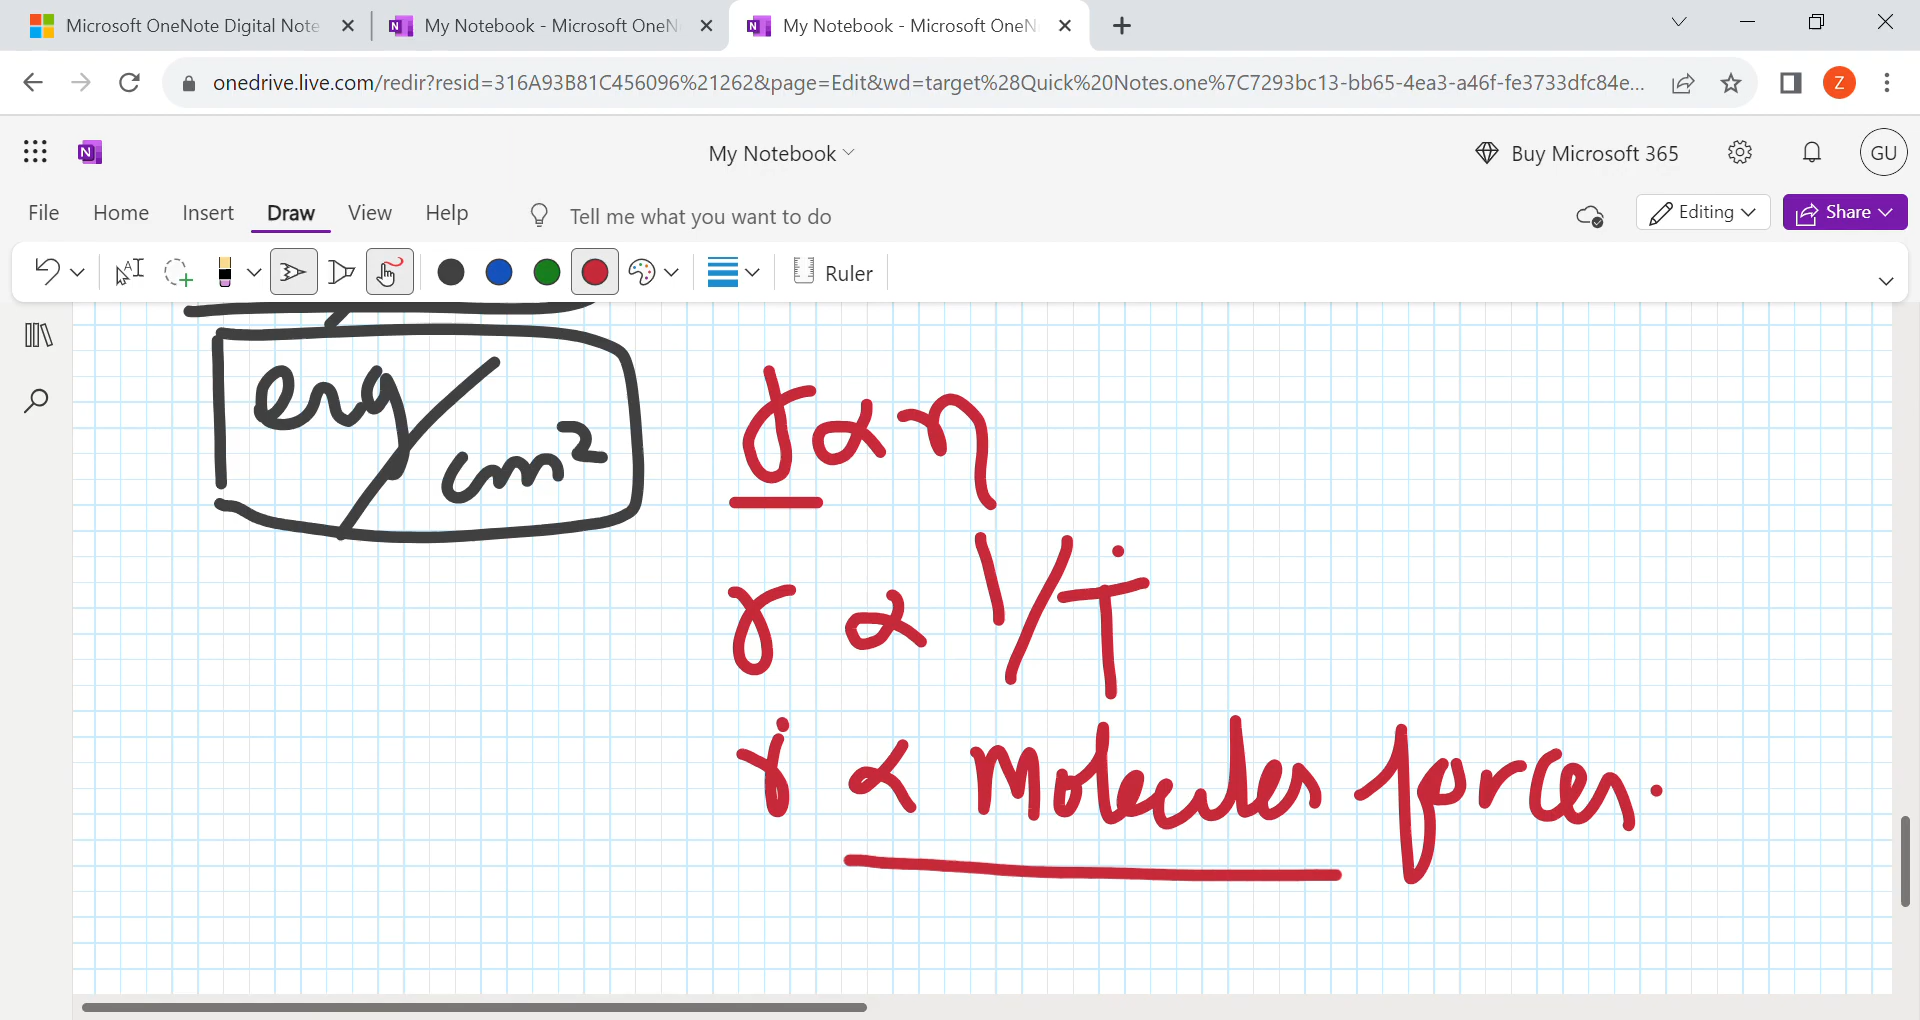 Microsoft OneNote Digital Note
My Notebook - Microsoft OneN
My Notebook - Microsoft OneN
onedrive.live.com/redir?resid=316A93B81C456096%21262&page=Edit&wd=target%28Quick%20Notes.one%7C7293bc13-bb65-4ea3-a46f-fe3733dfc84e...
Z
My Notebook
Buy Microsoft 365
GU
File Home Insert Draw View Help
Tell me what you want to do
Editing
Share
Ruler
erg/cm²
γ α η
γ α 1/T
γ α Molecules forces.